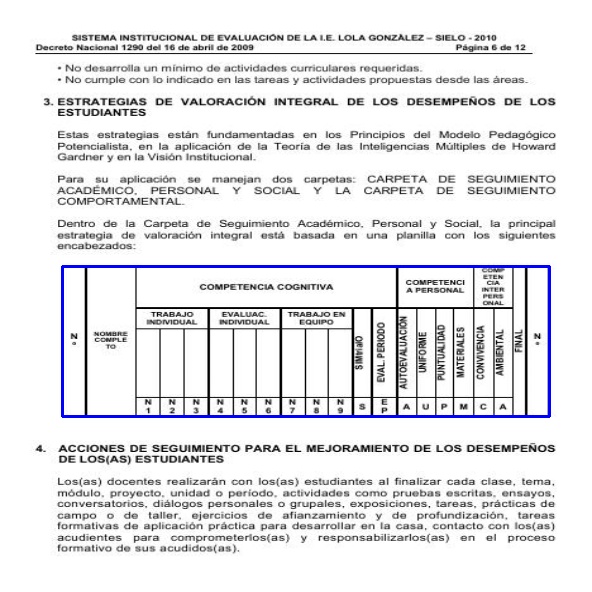 SISTEMA INSTITUCIONAL DE EVALUACIÓN DE LA I.E. LOLA GONZÀLEZ – SIELO - 2010
Decreto Nacional 1290 del 16 de abril de 2009 Página 6 de 12
• No desarrolla un mínimo de actividades curriculares requeridas.
• No cumple con lo indicado en las tareas y actividades propuestas desde las áreas.
3. ESTRATEGIAS DE VALORACIÓN INTEGRAL DE LOS DESEMPEÑOS DE LOS
ESTUDIANTES
Estas estrategias están fundamentadas en los Principios del Modelo Pedagógico
Potencialista, en la aplicación de la Teoría de las Inteligencias Múltiples de Howard
Gardner y en la Visión Institucional.
Para su aplicación se manejan dos carpetas: CARPETA DE SEGUIMIENTO
ACADÉMICO, PERSONAL Y SOCIAL Y LA CARPETA DE SEGUIMIENTO
COMPORTAMENTAL.
Dentro de la Carpeta de Seguimiento Académico, Personal y Social, la principal
estrategia de valoración integral está basada en una planilla con los siguientes
encabezados:
N
°
NOMBRE
COMPLE
TO
COMPETENCIA COGNITIVA
COMPETENCI
A PERSONAL
COMP
ETEN
CIA
INTER
PERS
ONAL
TRABAJO
INDIVIDUAL
EVALUAC.
INDIVIDUAL
TRABAJO EN
EQUIPO
EVAL. PERIODO
AUTOEVALUACIÓN
UNIFORME
PUNTUALIDAD
MATERIALES
CONVIVENCIA
AMBIENTAL
FINAL
N
°
N N N N N N N N N S E A U P M C A
1 2 3 4 5 6 7 8 9 P
4. ACCIONES DE SEGUIMIENTO PARA EL MEJORAMIENTO DE LOS DESEMPEÑOS
DE LOS(AS) ESTUDIANTES
Los(as) docentes realizarán con los(as) estudiantes al finalizar cada clase, tema,
módulo, proyecto, unidad o período, actividades como pruebas escritas, ensayos,
conversatorios, diálogos personales o grupales, exposiciones, tareas, prácticas de
campo o de taller, ejercicios de afianzamiento y de profundización, tareas
formativas de aplicación práctica para desarrollar en la casa, contacto con los(as)
acudientes para comprometerlos(as) y responsabilizarlos(as) en el proceso
formativo de sus acudidos(as).